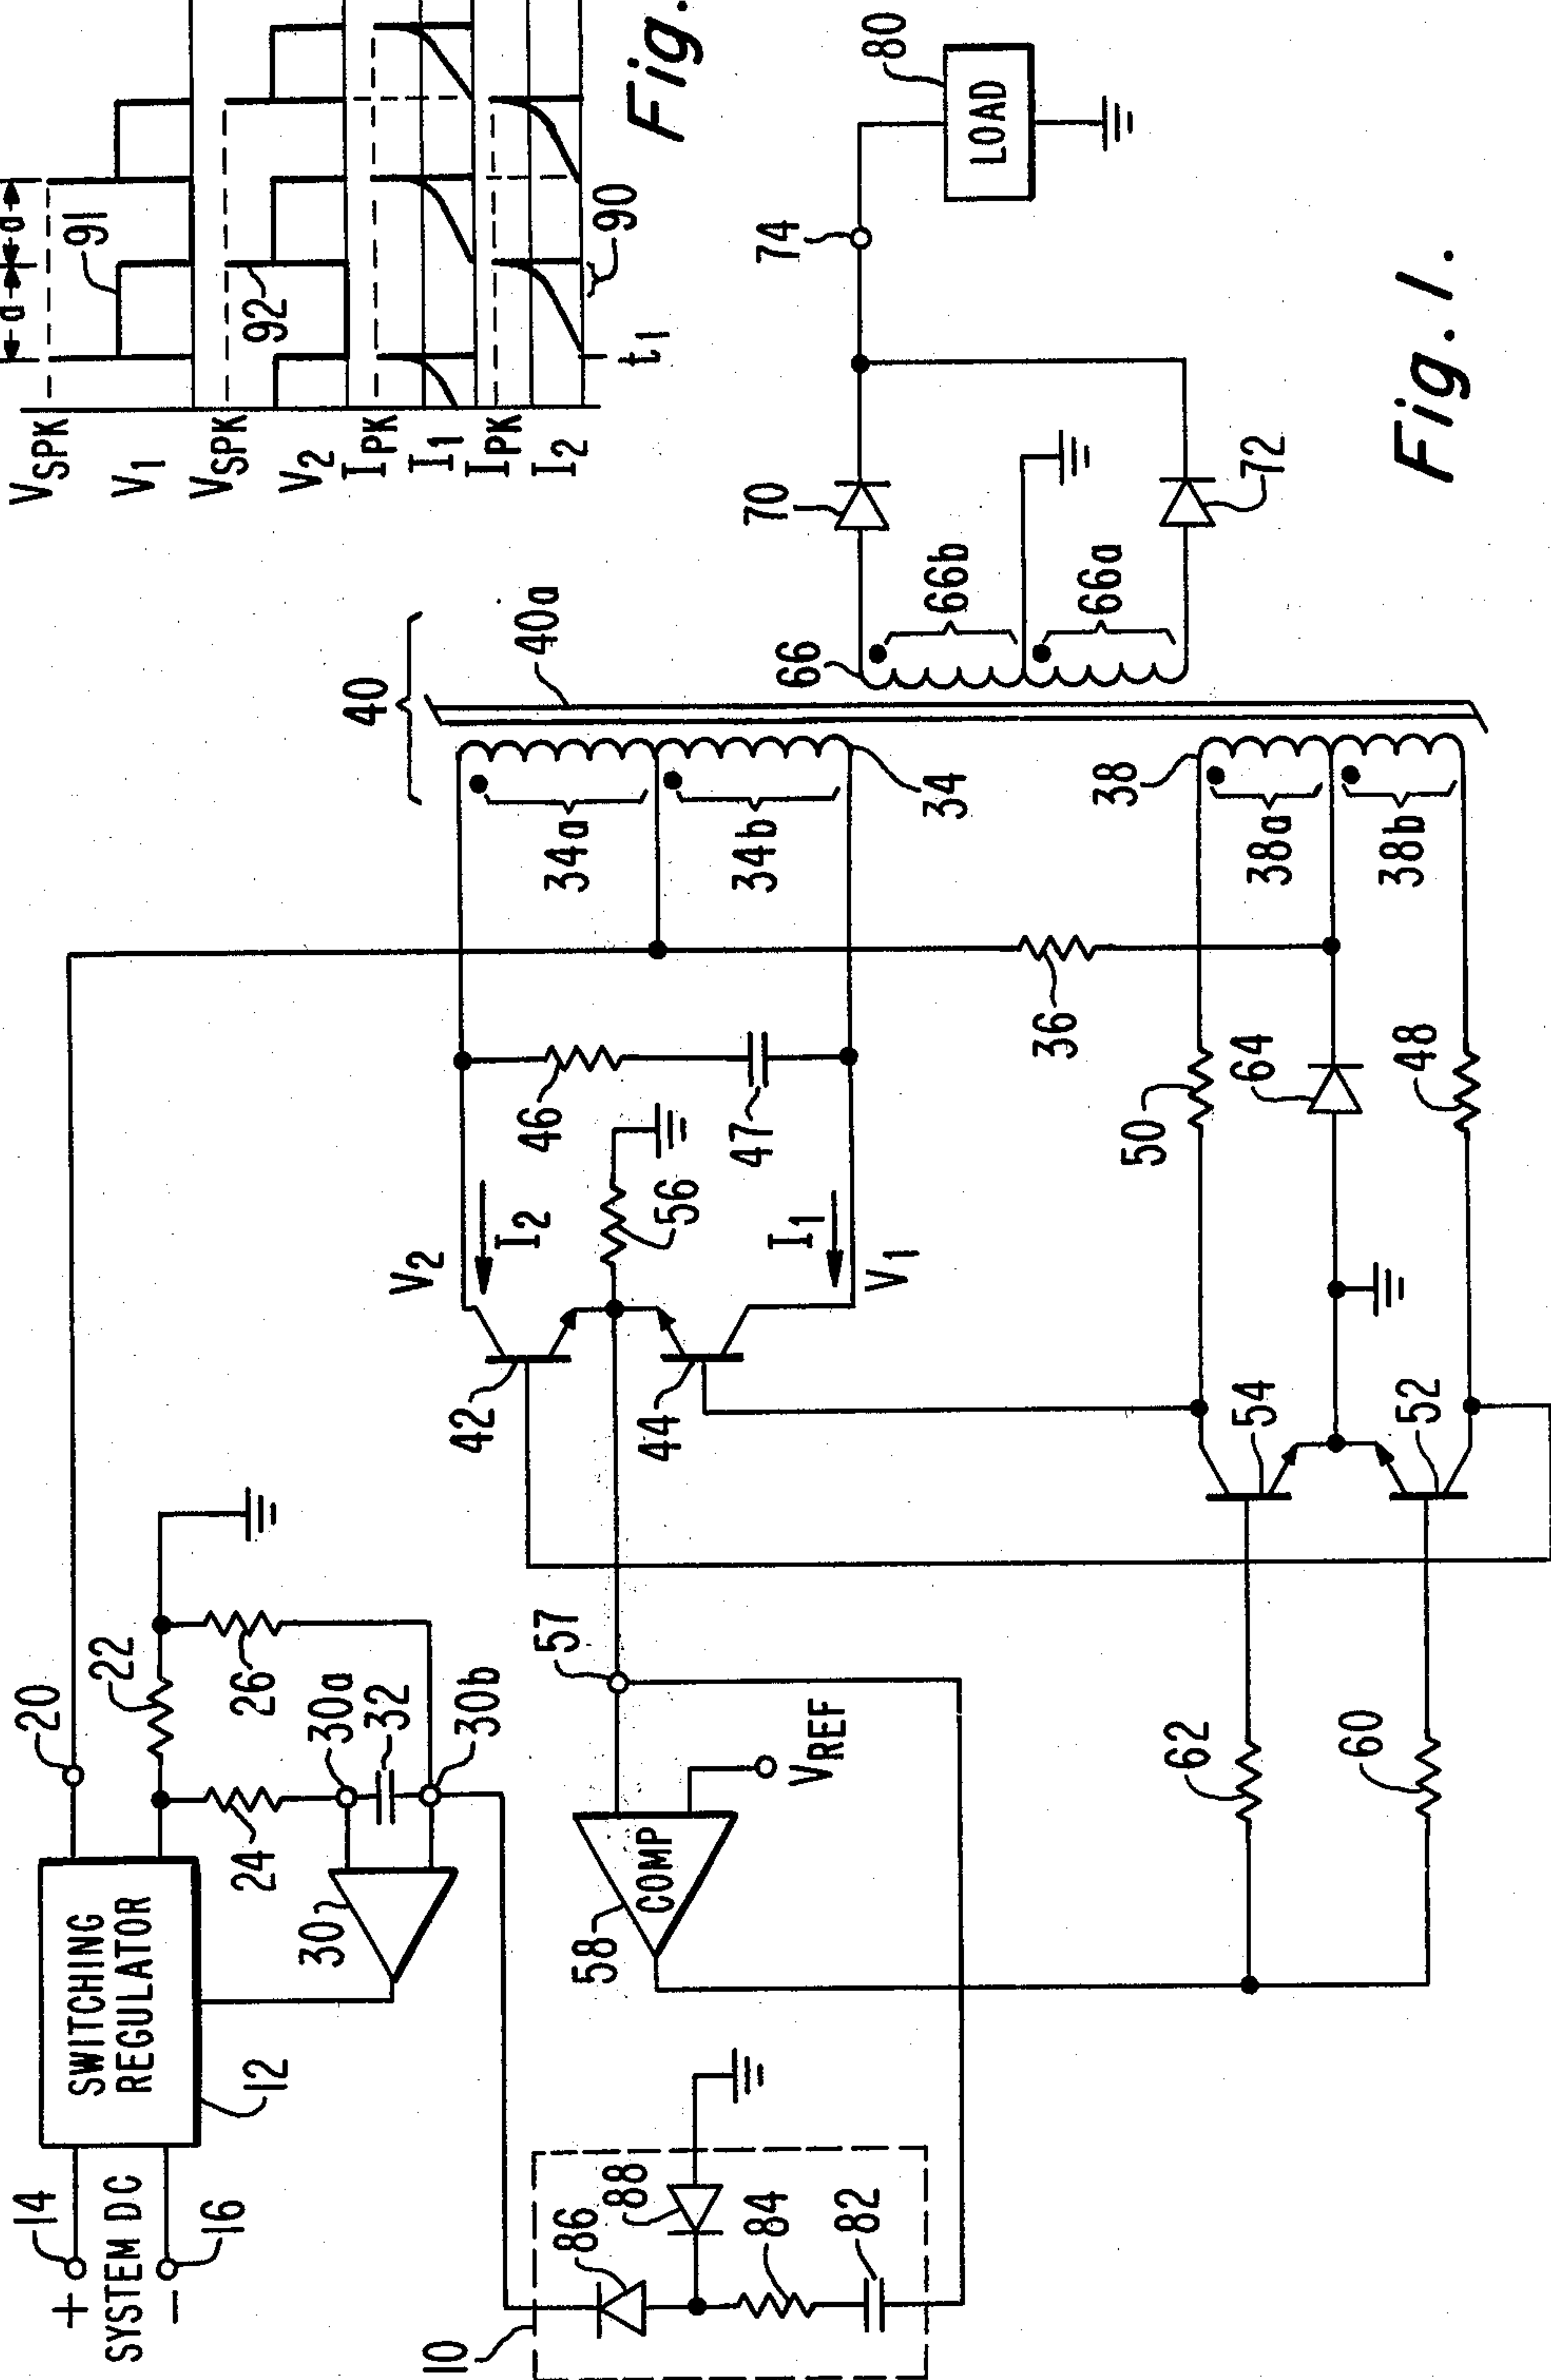 14
+
SYSTEM DC
−
16
SWITCHING
REGULATOR
12
20
22
24
26
30
30a
32
30b
10
86
88
84
82
58
COMP
57
VREF
62
60
42
44
V2
I2
56
I1
V1
46
47
54
52
50
64
48
36
40
40a
34a
34b
34
38
38a
38b
66
66b
66a
70
72
74
80
LOAD
Fig. 1.
VSPK
V1
VSPK
V2
IPK
I1
IPK
I2
a
a
91
92
90
t1
Fig.